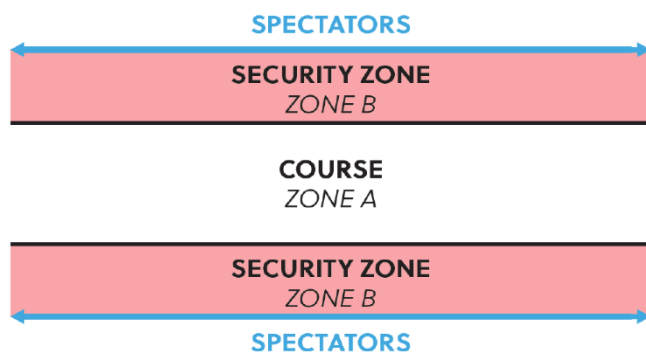 SPECTATORS
SECURITY ZONE
ZONE B
COURSE
ZONE A
SECURITY ZONE
ZONE B
SPECTATORS